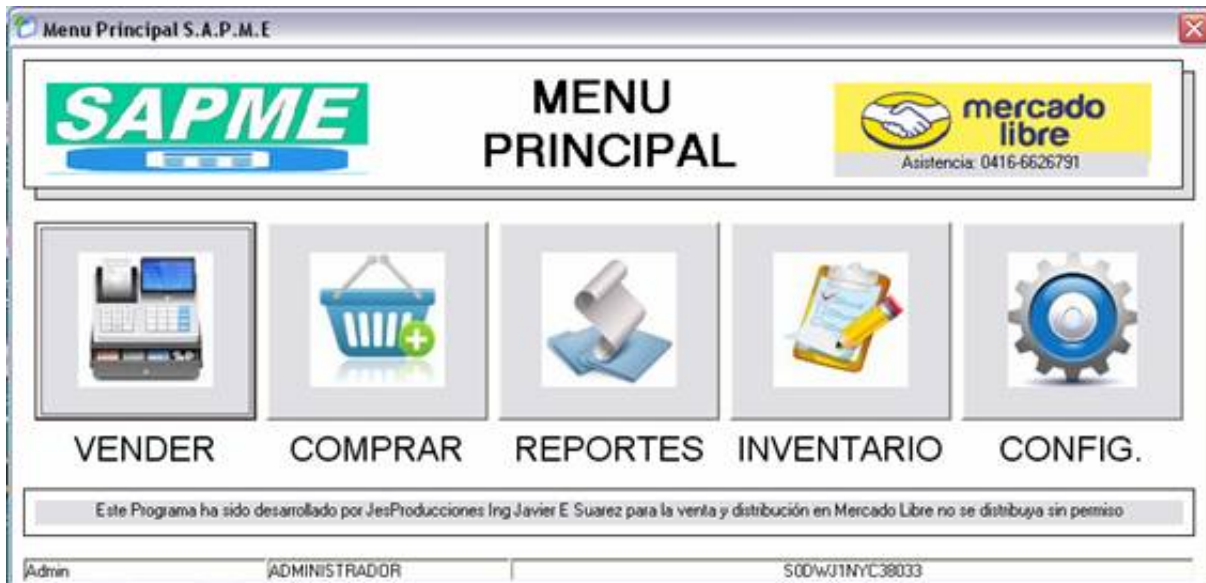 Menu Principal S.A.P.M.E
SAPME
MENU
PRINCIPAL
mercado
libre
Asistencia: 0416-6626791
VENDER
COMPRAR
REPORTES
INVENTARIO
CONFIG.
Este Programa ha sido desarrollado por JesProducciones Ing Javier E Suarez para la venta y distribución en Mercado Libre no se distribuya sin permiso
Admin
ADMINISTRADOR
S0DWJ1NYC38033